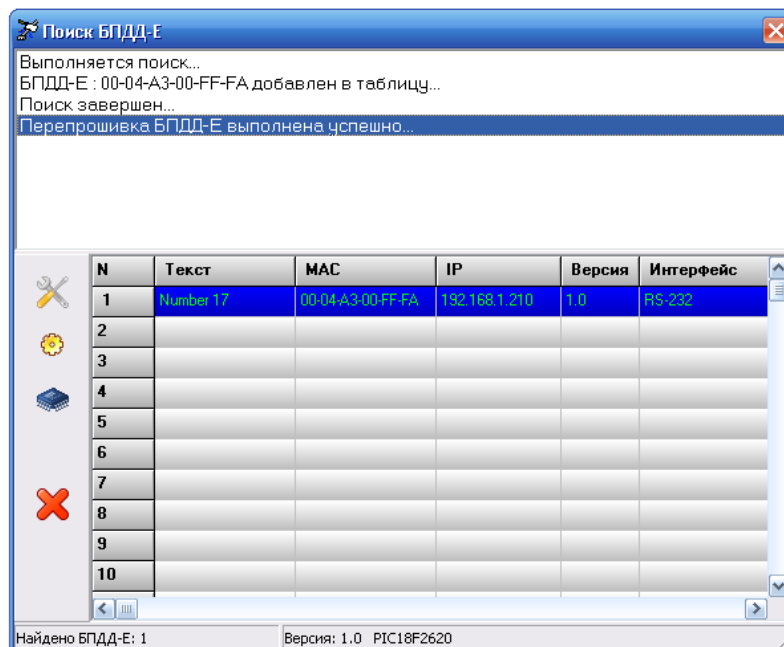 Поиск БПДД-Е
Выполняется поиск...
БПДД-Е : 00-04-A3-00-FF-FA добавлен в таблицу...
Поиск завершен...
Перепрошивка БПДД-Е выполнена успешно...
N Текст MAC IP Версия Интерфейс
1 Number 17 00-04-A3-00-FF-FA 192.168.1.210 1.0 RS-232
2
3
4
5
6
7
8
9
10
Найдено БПДД-Е: 1 Версия: 1.0 PIC18F2620